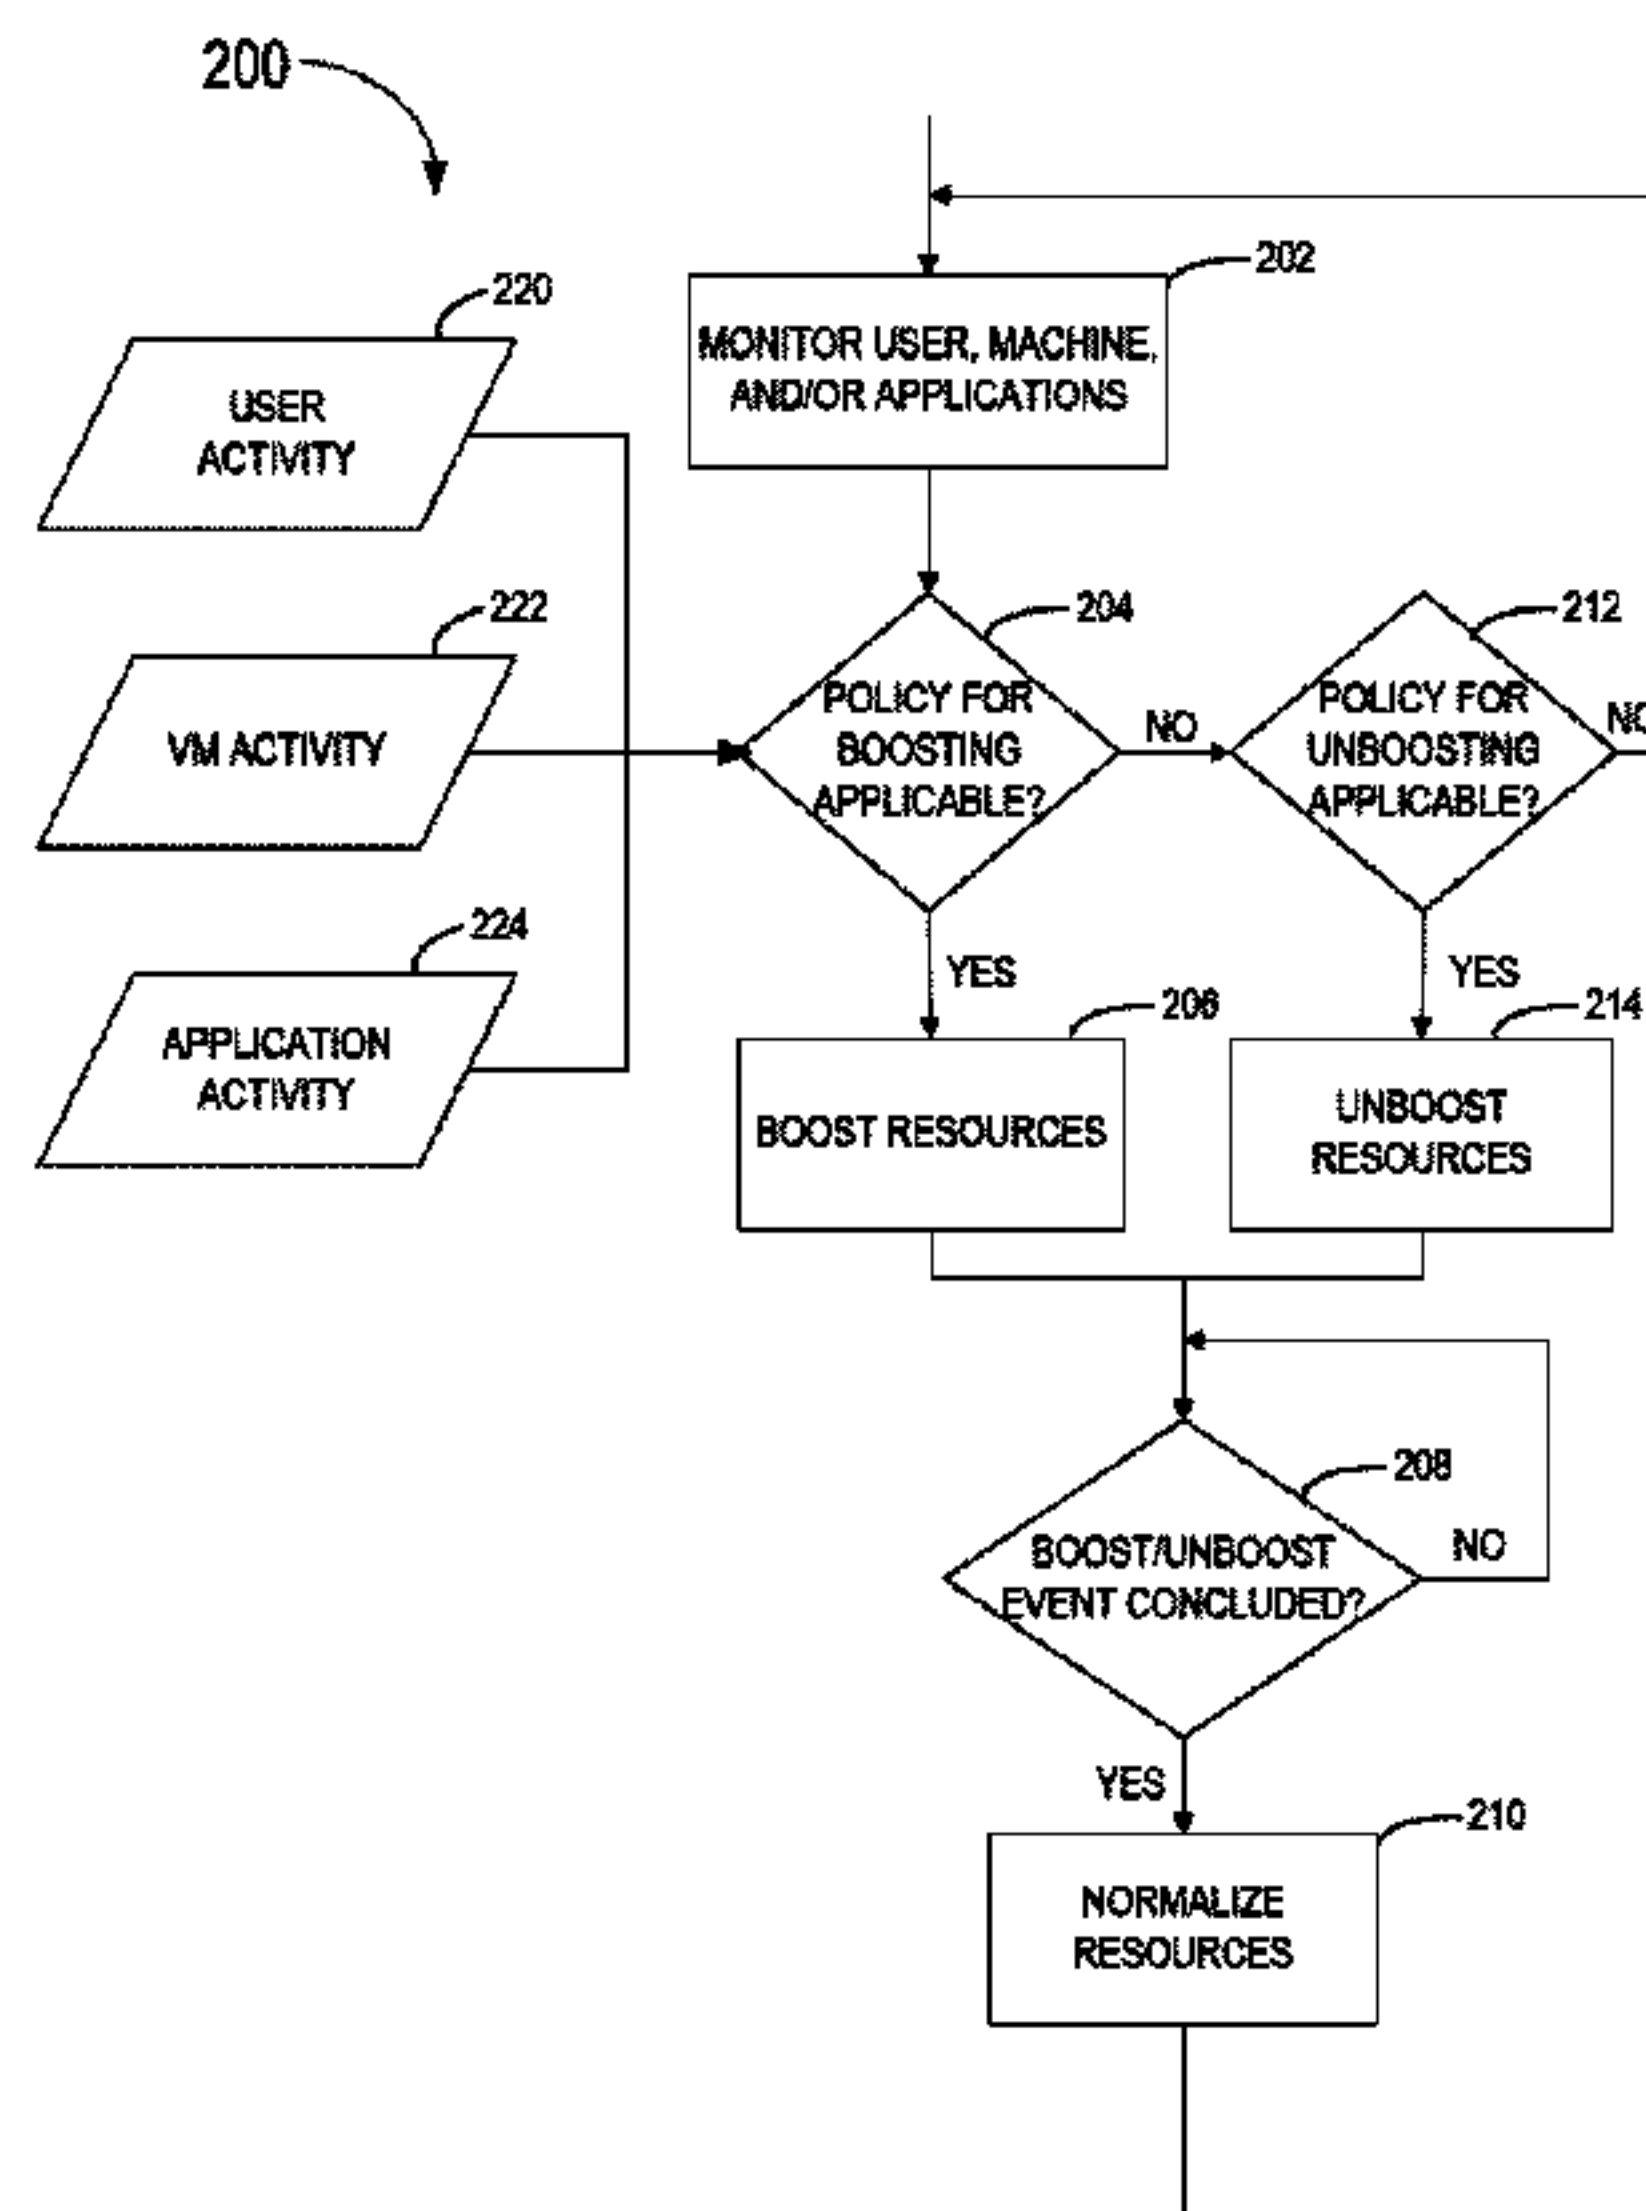 200
202
MONITOR USER, MACHINE,
AND/OR APPLICATIONS
220
USER
ACTIVITY
222
VM ACTIVITY
224
APPLICATION
ACTIVITY
204
POLICY FOR
BOOSTING
APPLICABLE?
NO
212
POLICY FOR
UNBOOSTING
APPLICABLE?
NO
YES
YES
206
BOOST RESOURCES
214
UNBOOST
RESOURCES
208
BOOST/UNBOOST
EVENT CONCLUDED?
NO
YES
210
NORMALIZE
RESOURCES